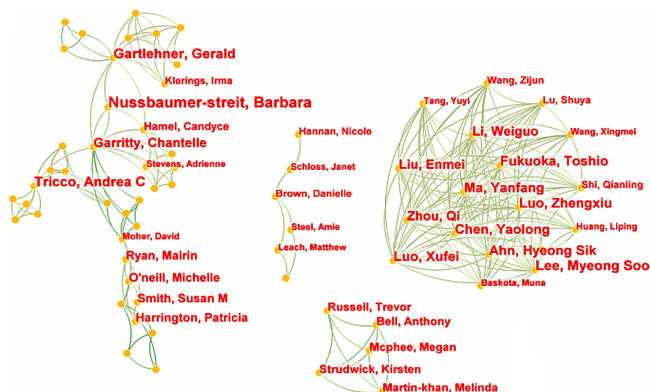 Gartlehner, Gerald
Klerings, Irma
Nussbaumer-streit, Barbara
Hamel, Candyce
Garritty, Chantelle
Stevens, Adrienne
Tricco, Andrea C
Moher, David
Ryan, Mairin
O'neill, Michelle
Smith, Susan M
Harrington, Patricia
Hannan, Nicole
Schloss, Janet
Brown, Danielle
Steel, Amie
Leach, Matthew
Russell, Trevor
Bell, Anthony
Mcphee, Megan
Strudwick, Kirsten
Martin-khan, Melinda
Wang, Zijun
Tang, Yuyi
Lu, Shuya
Li, Weiguo
Wang, Xingmei
Liu, Enmei
Fukuoka, Toshio
Shi, Qianling
Ma, Yanfang
Luo, Zhengxiu
Zhou, Qi
Chen, Yaolong
Huang, Liping
Ahn, Hyeong Sik
Luo, Xufei
Lee, Myeong Soo
Baskota, Muna